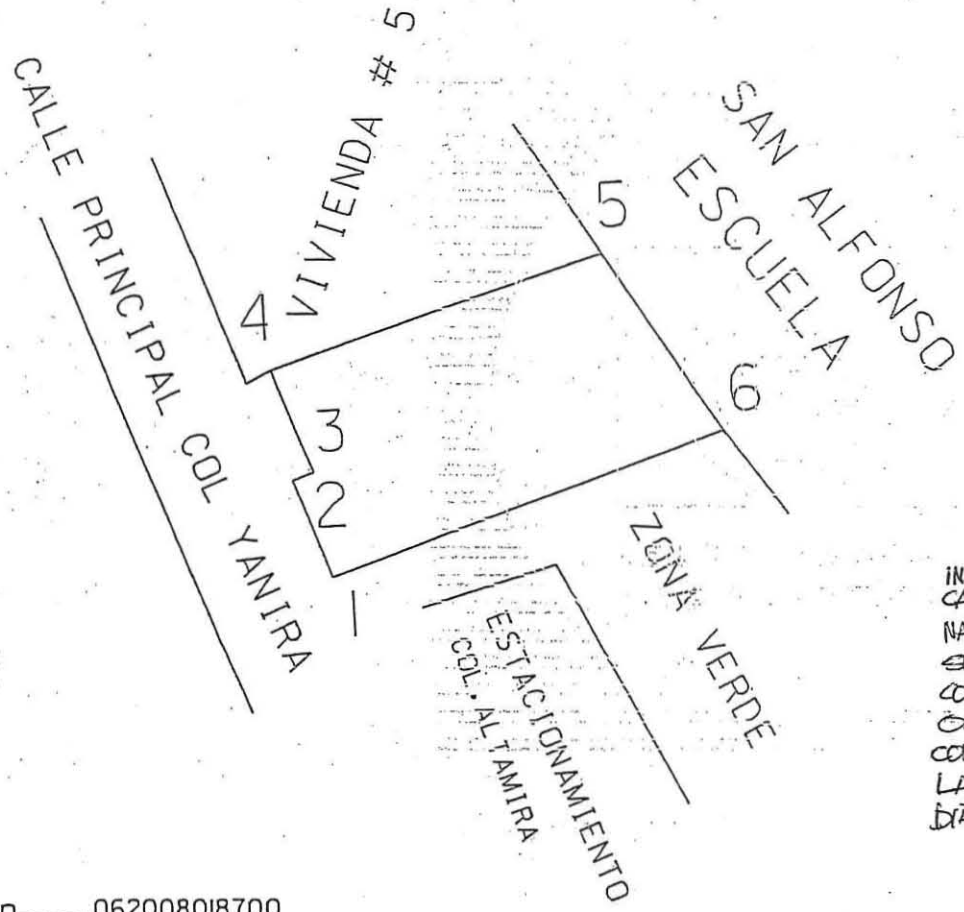 CALLE PRINCIPAL COL YANIRA
VIVIENDA # 5
SAN ALFONSO
ESCUELA
4
5
3
2
6
1
ZONA VERDE
ESTACIONAMIENTO
COL. ALTAMIRA
062008018700